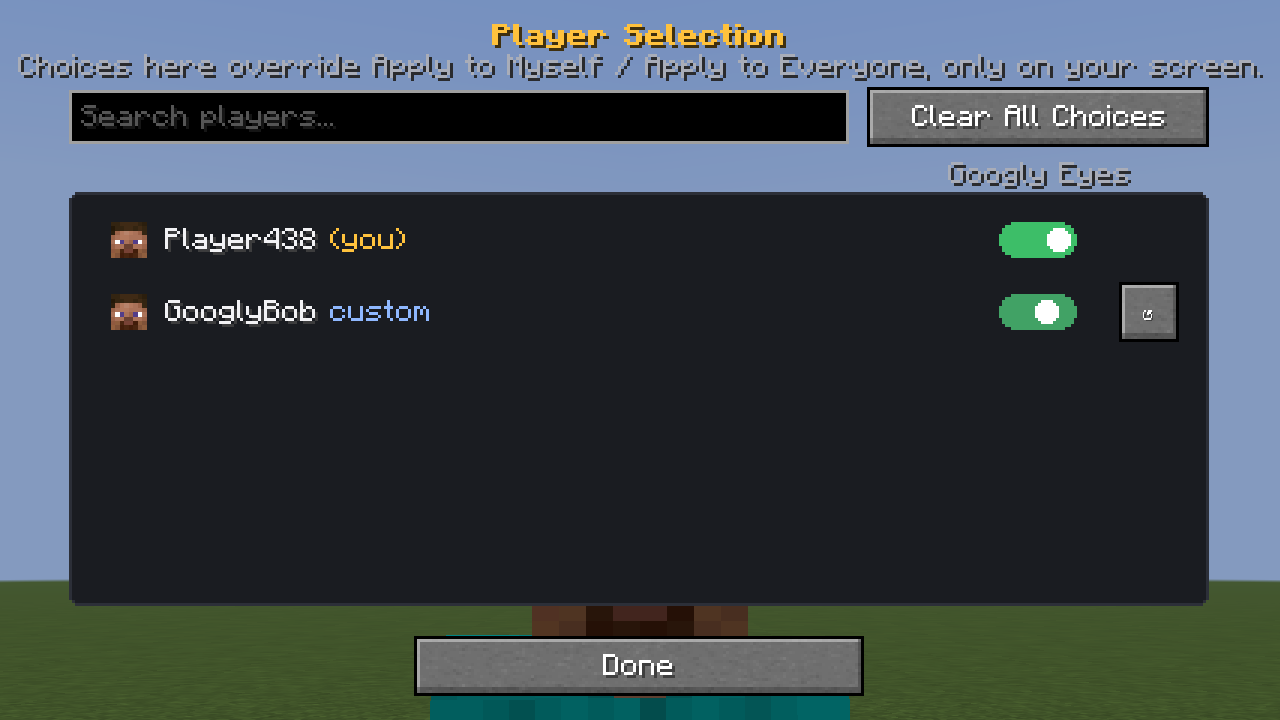 Player Selection
Choices here override Apply to Myself / Apply to Everyone, only on your screen.
Search players...
Clear All Choices
Googly Eyes
Player438 (you)
GooglyBob custom
Done